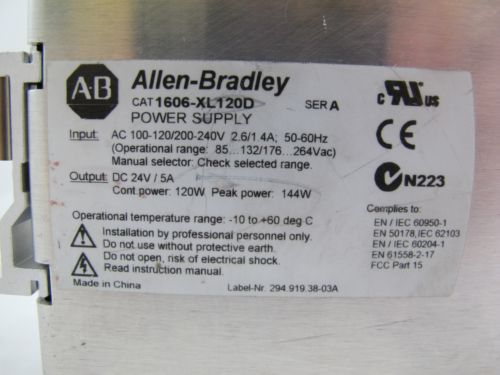 A·B Allen-Bradley
CAT 1606-XL120D SER A
POWER SUPPLY
Input: AC 100-120/200-240V 2.6/1.4A; 50-60Hz
(Operational range: 85...132/176...264Vac)
Manual selector: Check selected range.
Output: DC 24V / 5A
Cont.power: 120W Peak power: 144W
Operational temperature range: -10 to +60 deg·C
Installation by professional personnel only.
Do not use without protective earth.
Do not open, risk of electrical shock.
Read instruction manual.
Made in China Label-Nr. 294.919.38-03A
c RU us
CE
N223
Complies to:
EN / IEC 60950-1
EN 50178, IEC 62103
EN / IEC 60204-1
EN 61558-2-17
FCC Part 15